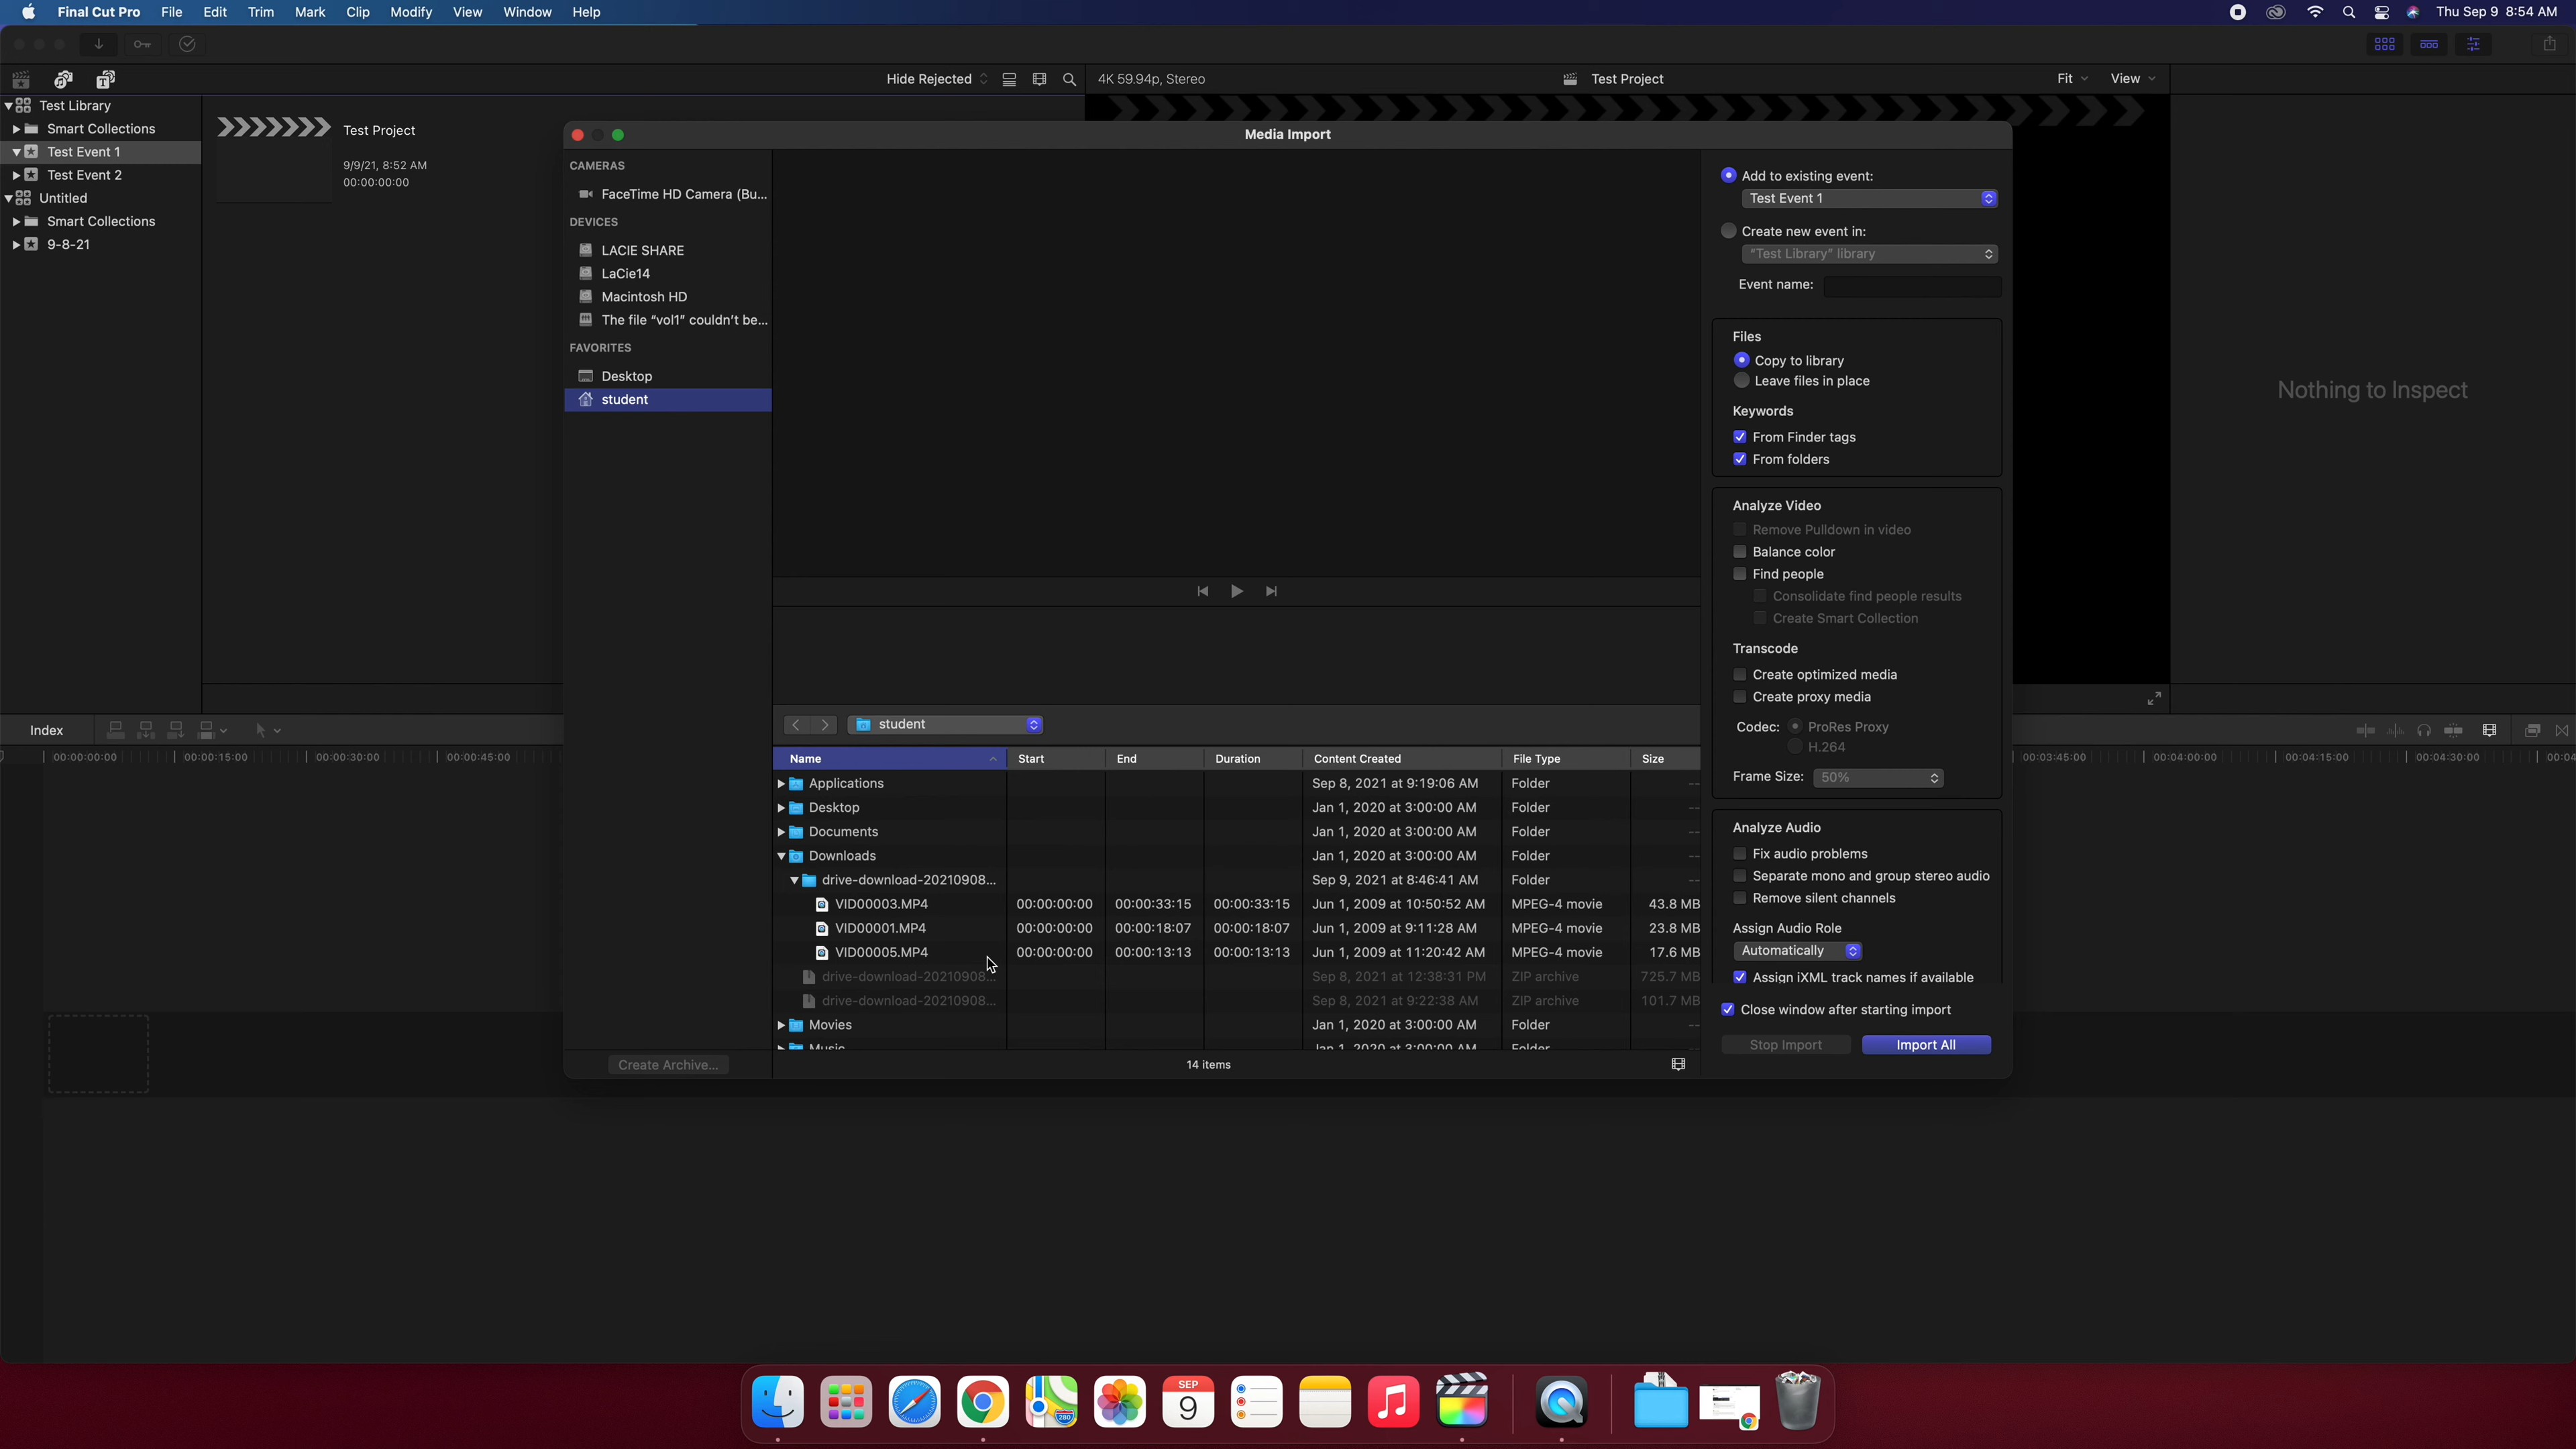 Final Cut Pro File Edit Trim Mark Clip Modify View Window Help Thu Sep 9 8:54 AM
Hide Rejected 4K 59.94p, Stereo Test Project Fit View
Test Library
Smart Collections
Test Event 1
Test Event 2
Untitled
Smart Collections
9-8-21
Test Project
9/9/21, 8:52 AM
00:00:00:00
Media Import
CAMERAS
FaceTime HD Camera (Bu...
DEVICES
LACIE SHARE
LaCie14
Macintosh HD
The file “vol1” couldn’t be...
FAVORITES
Desktop
student
Create Archive...
student
Name Start End Duration Content Created File Type Size
Applications Sep 8, 2021 at 9:19:06 AM Folder --
Desktop Jan 1, 2020 at 3:00:00 AM Folder --
Documents Jan 1, 2020 at 3:00:00 AM Folder --
Downloads Jan 1, 2020 at 3:00:00 AM Folder --
drive-download-20210908... Sep 9, 2021 at 8:46:41 AM Folder --
VID00003.MP4 00:00:00:00 00:00:33:15 00:00:33:15 Jun 1, 2009 at 10:50:52 AM MPEG-4 movie 43.8 MB
VID00001.MP4 00:00:00:00 00:00:18:07 00:00:18:07 Jun 1, 2009 at 9:11:28 AM MPEG-4 movie 23.8 MB
VID00005.MP4 00:00:00:00 00:00:13:13 00:00:13:13 Jun 1, 2009 at 11:20:42 AM MPEG-4 movie 17.6 MB
drive-download-20210908... Sep 8, 2021 at 12:38:31 PM ZIP archive 725.7 MB
drive-download-20210908... Sep 8, 2021 at 9:22:38 AM ZIP archive 101.7 MB
Movies Jan 1, 2020 at 3:00:00 AM Folder --
Music Jan 1, 2020 at 3:00:00 AM Folder
14 items
Add to existing event:
Test Event 1
Create new event in:
“Test Library” library
Event name:
Files
Copy to library
Leave files in place
Keywords
From Finder tags
From folders
Analyze Video
Remove Pulldown in video
Balance color
Find people
Consolidate find people results
Create Smart Collection
Transcode
Create optimized media
Create proxy media
Codec: ProRes Proxy
H.264
Frame Size: 50%
Analyze Audio
Fix audio problems
Separate mono and group stereo audio
Remove silent channels
Assign Audio Role
Automatically
Assign iXML track names if available
Close window after starting import
Stop Import Import All
Nothing to Inspect
Index
00:00:00:00 00:00:15:00 00:00:30:00 00:00:45:00 00:03:45:00 00:04:00:00 00:04:15:00 00:04:30:00 00:04
SEP
9
280